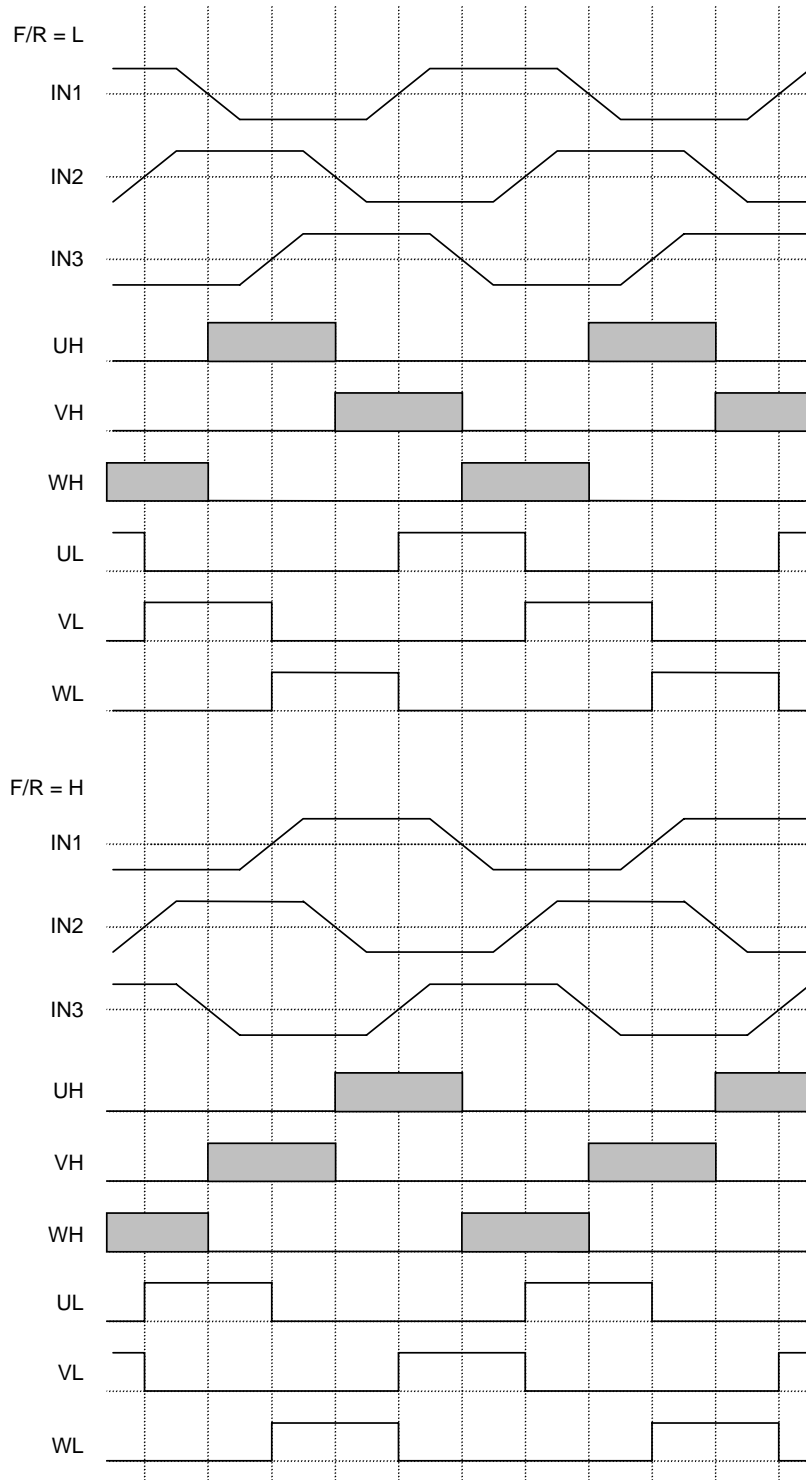 F/R = L
IN1
IN2
IN3
UH
VH
WH
UL
VL
WL
F/R = H
IN1
IN2
IN3
UH
VH
WH
UL
VL
WL